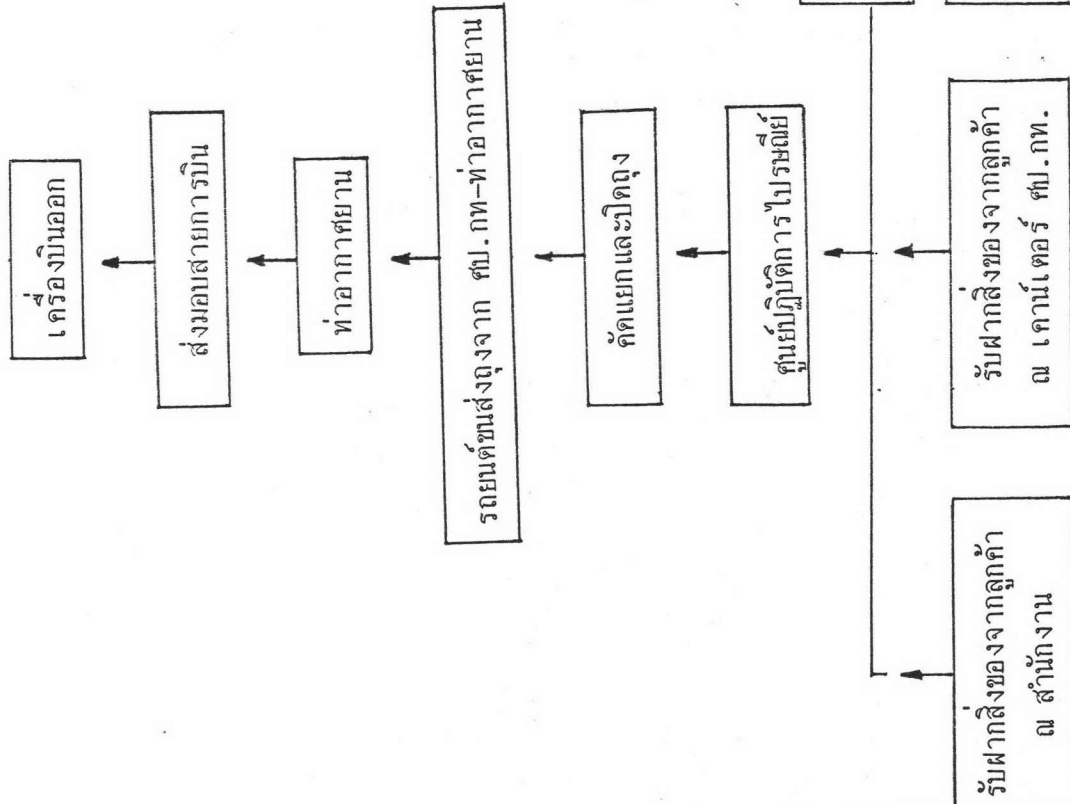 เครื่องบินออก
ส่งมอบสายการบิน
ท่าอากาศยาน
รถยนต์ขนส่งถุงจาก ศป.กท-ท่าอากาศยาน
คัดแยกและปิดถุง
ศูนย์ปฏิบัติการไปรษณีย์
รับฝากสิ่งของจากลูกค้า
ณ เคาน์เตอร์ ศป.กท.
รับฝากสิ่งของจากลูกค้า
ณ สำนักงาน